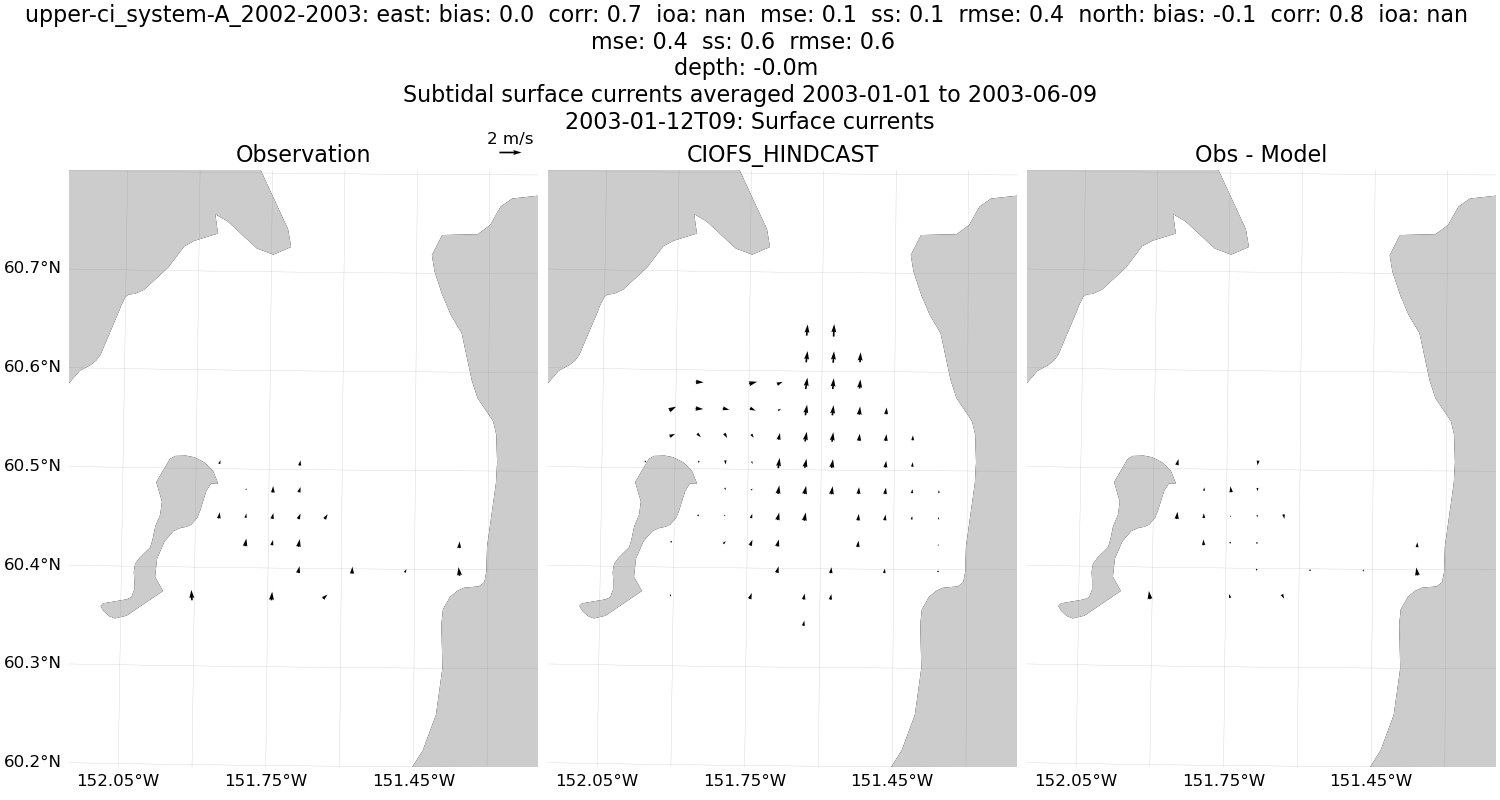 upper-ci_system-A_2002-2003: east: bias: 0.0  corr: 0.7  ioa: nan  mse: 0.1  ss: 0.1  rmse: 0.4  north: bias: -0.1  corr: 0.8  ioa: nan
mse: 0.4  ss: 0.6  rmse: 0.6
depth: -0.0m
Subtidal surface currents averaged 2003-01-01 to 2003-06-09
2003-01-12T09: Surface currents
2 m/s
Observation
CIOFS_HINDCAST
Obs - Model
60.7°N
60.6°N
60.5°N
60.4°N
60.3°N
60.2°N
152.05°W
151.75°W
151.45°W
152.05°W
151.75°W
151.45°W
152.05°W
151.75°W
151.45°W